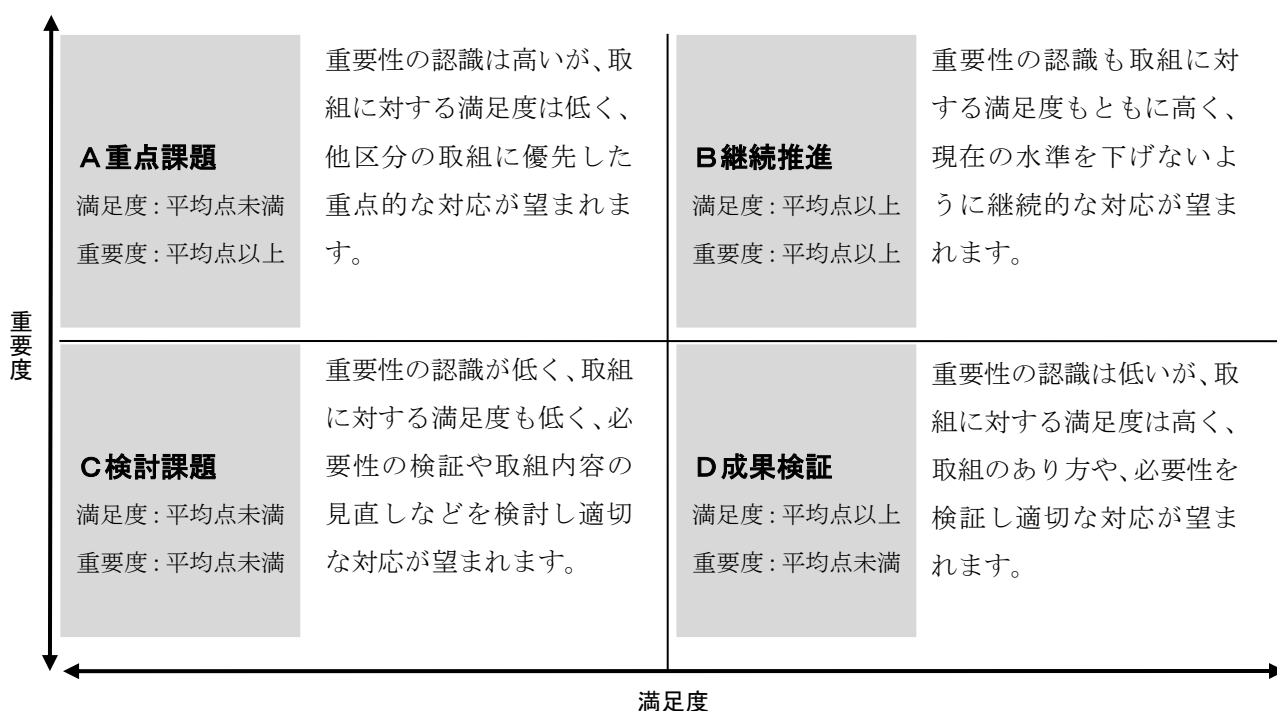 重要度
A重点課題
満足度：平均点未満
重要度：平均点以上
重要性の認識は高いが、取
組に対する満足度は低く、
他区分の取組に優先した
重点的な対応が望まれま
す。
B継続推進
満足度：平均点以上
重要度：平均点以上
重要性の認識も取組に対
する満足度もともに高く、
現在の水準を下げないよ
うに継続的な対応が望ま
れます。
C検討課題
満足度：平均点未満
重要度：平均点未満
重要性の認識が低く、取組
に対する満足度も低く、必
要性の検証や取組内容の
見直しなどを検討し適切
な対応が望まれます。
D成果検証
満足度：平均点以上
重要度：平均点未満
重要性の認識は低いが、取
組に対する満足度は高く、
取組のあり方や、必要性を
検証し適切な対応が望ま
れます。
満足度